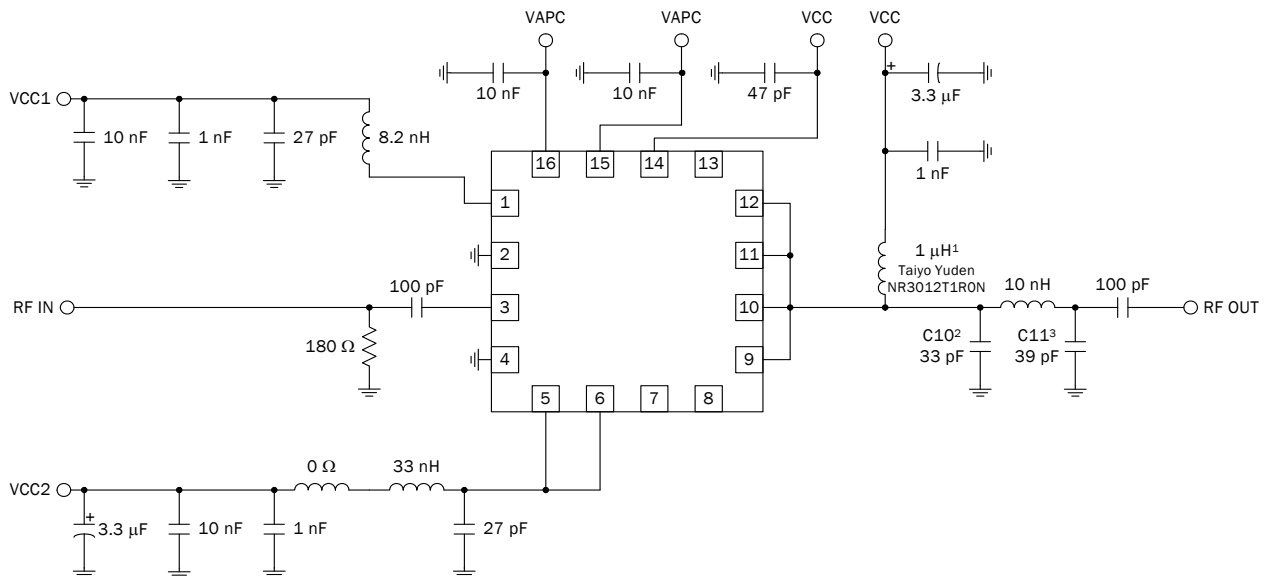 VAPC
VAPC
VCC
VCC
10 nF
10 nF
47 pF
+
3.3 µF
VCC1
10 nF
1 nF
27 pF
8.2 nH
1 nF
16
15
14
13
1
2
3
4
12
11
10
9
5
6
7
8
RF IN
100 pF
180 Ω
1 µH¹
Taiyo Yuden
NR3012T1R0N
10 nH
100 pF
RF OUT
C10²
33 pF
C11³
39 pF
VCC2
0 Ω
33 nH
+
3.3 µF
10 nF
1 nF
27 pF